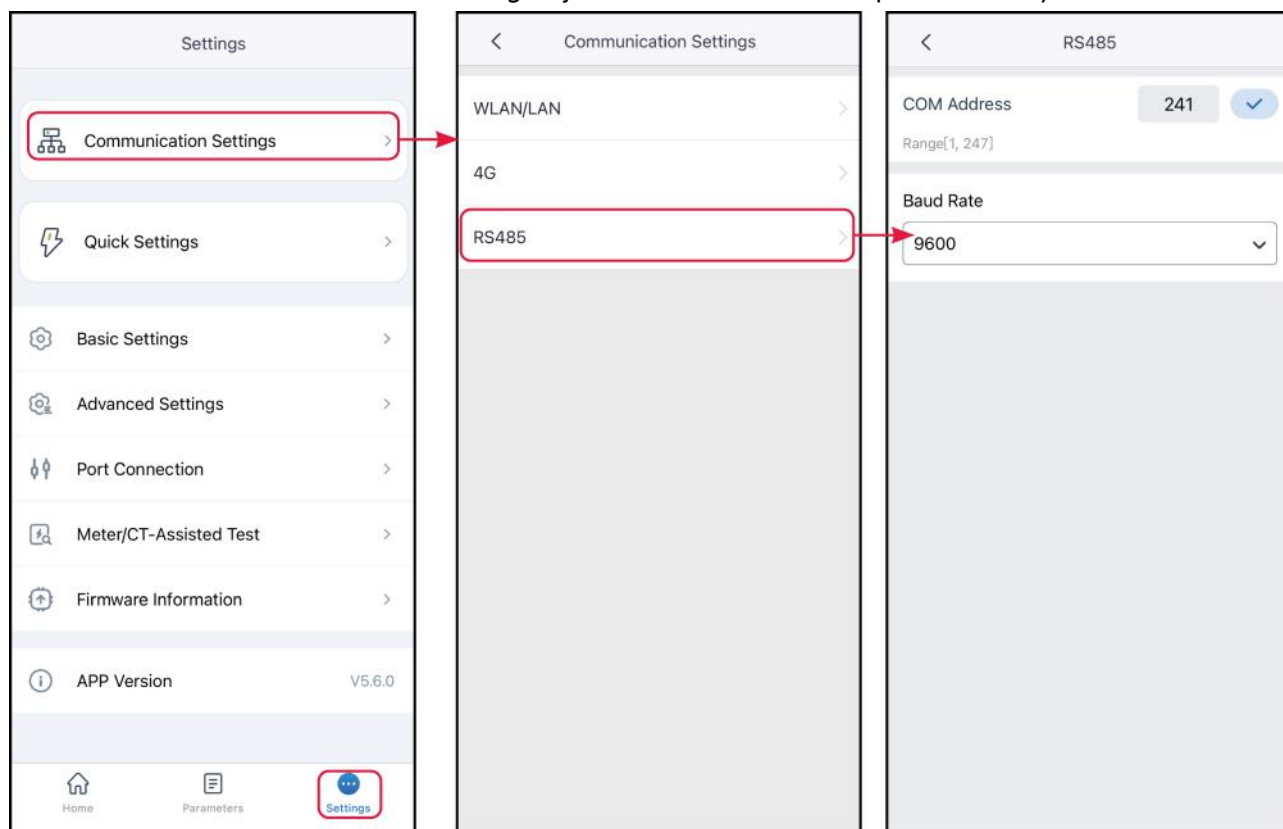 Settings
Communication Settings
Quick Settings
Basic Settings
Advanced Settings
Port Connection
Meter/CT-Assisted Test
Firmware Information
APP Version V5.6.0
Home Parameters Settings
Communication Settings
WLAN/LAN
4G
RS485
RS485
COM Address 241
Range[1, 247]
Baud Rate
9600